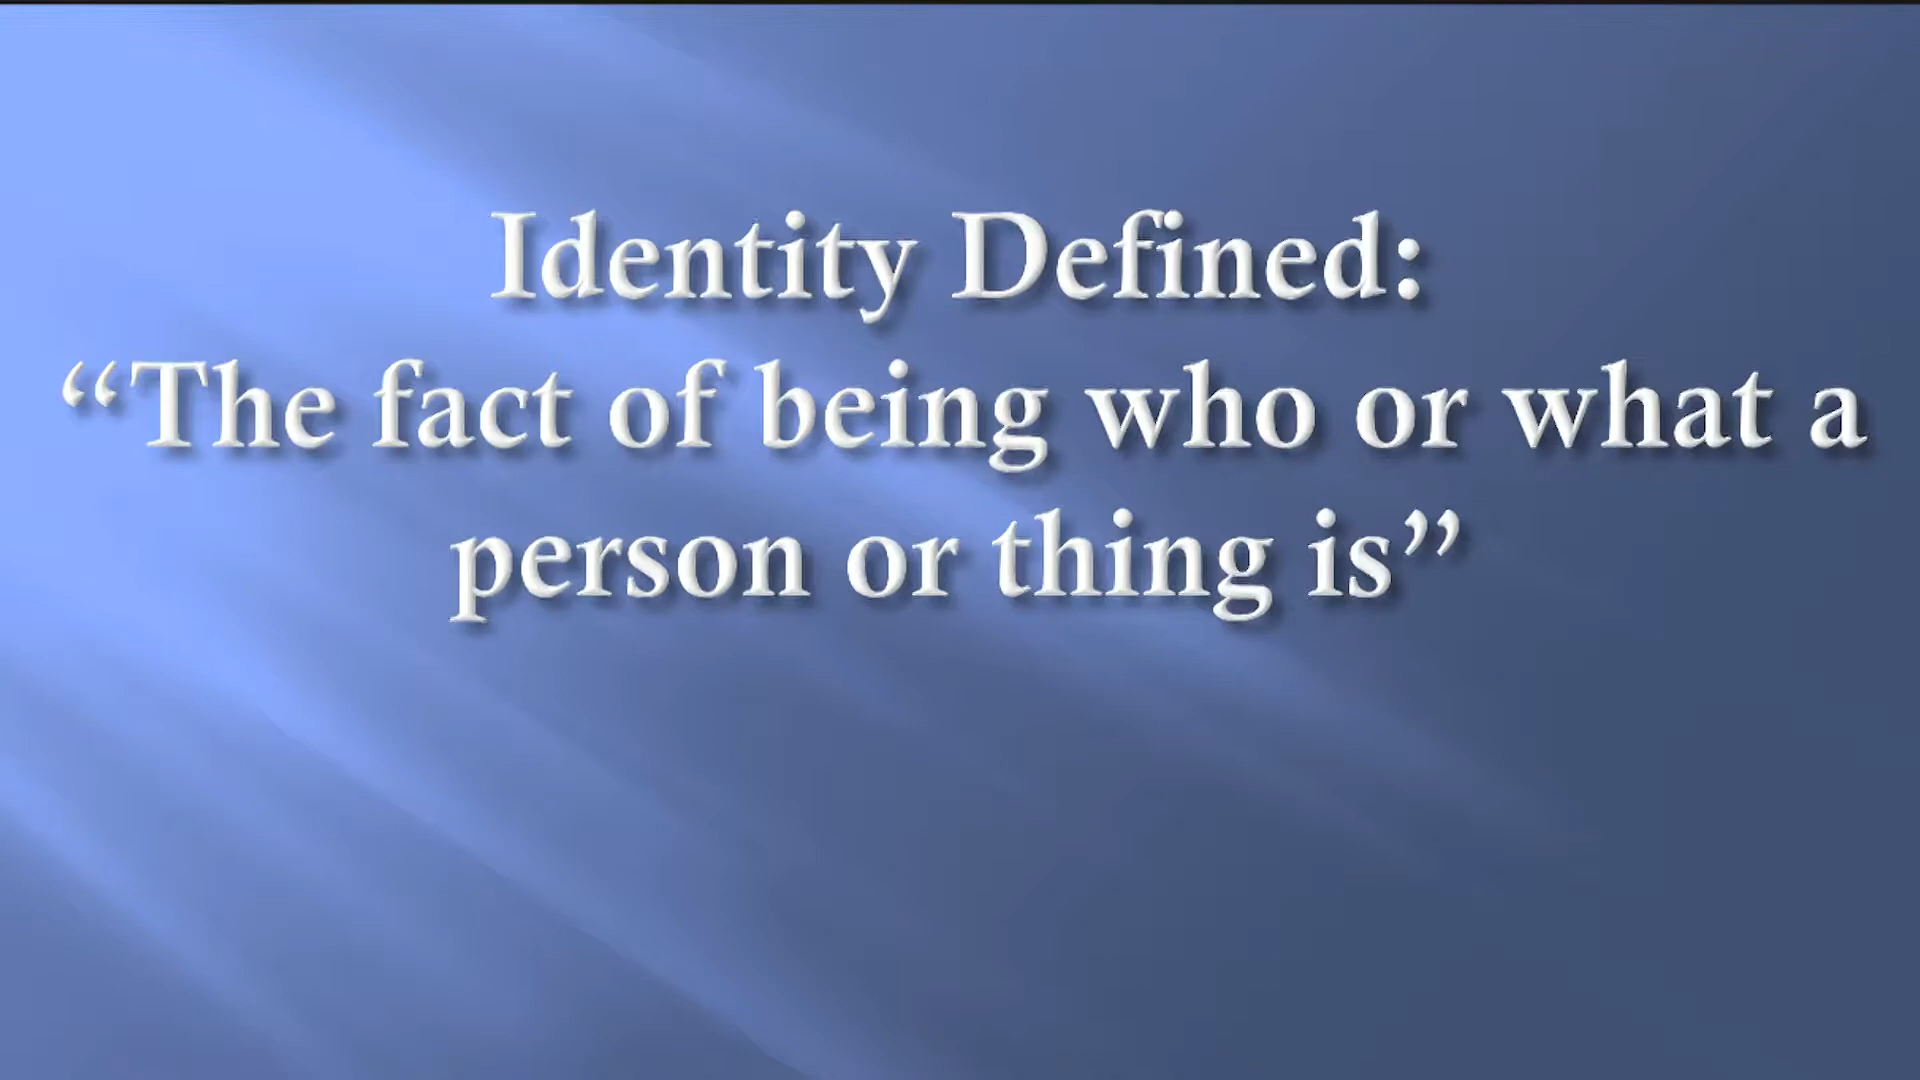 Identity Defined:
“The fact of being who or what a
person or thing is”